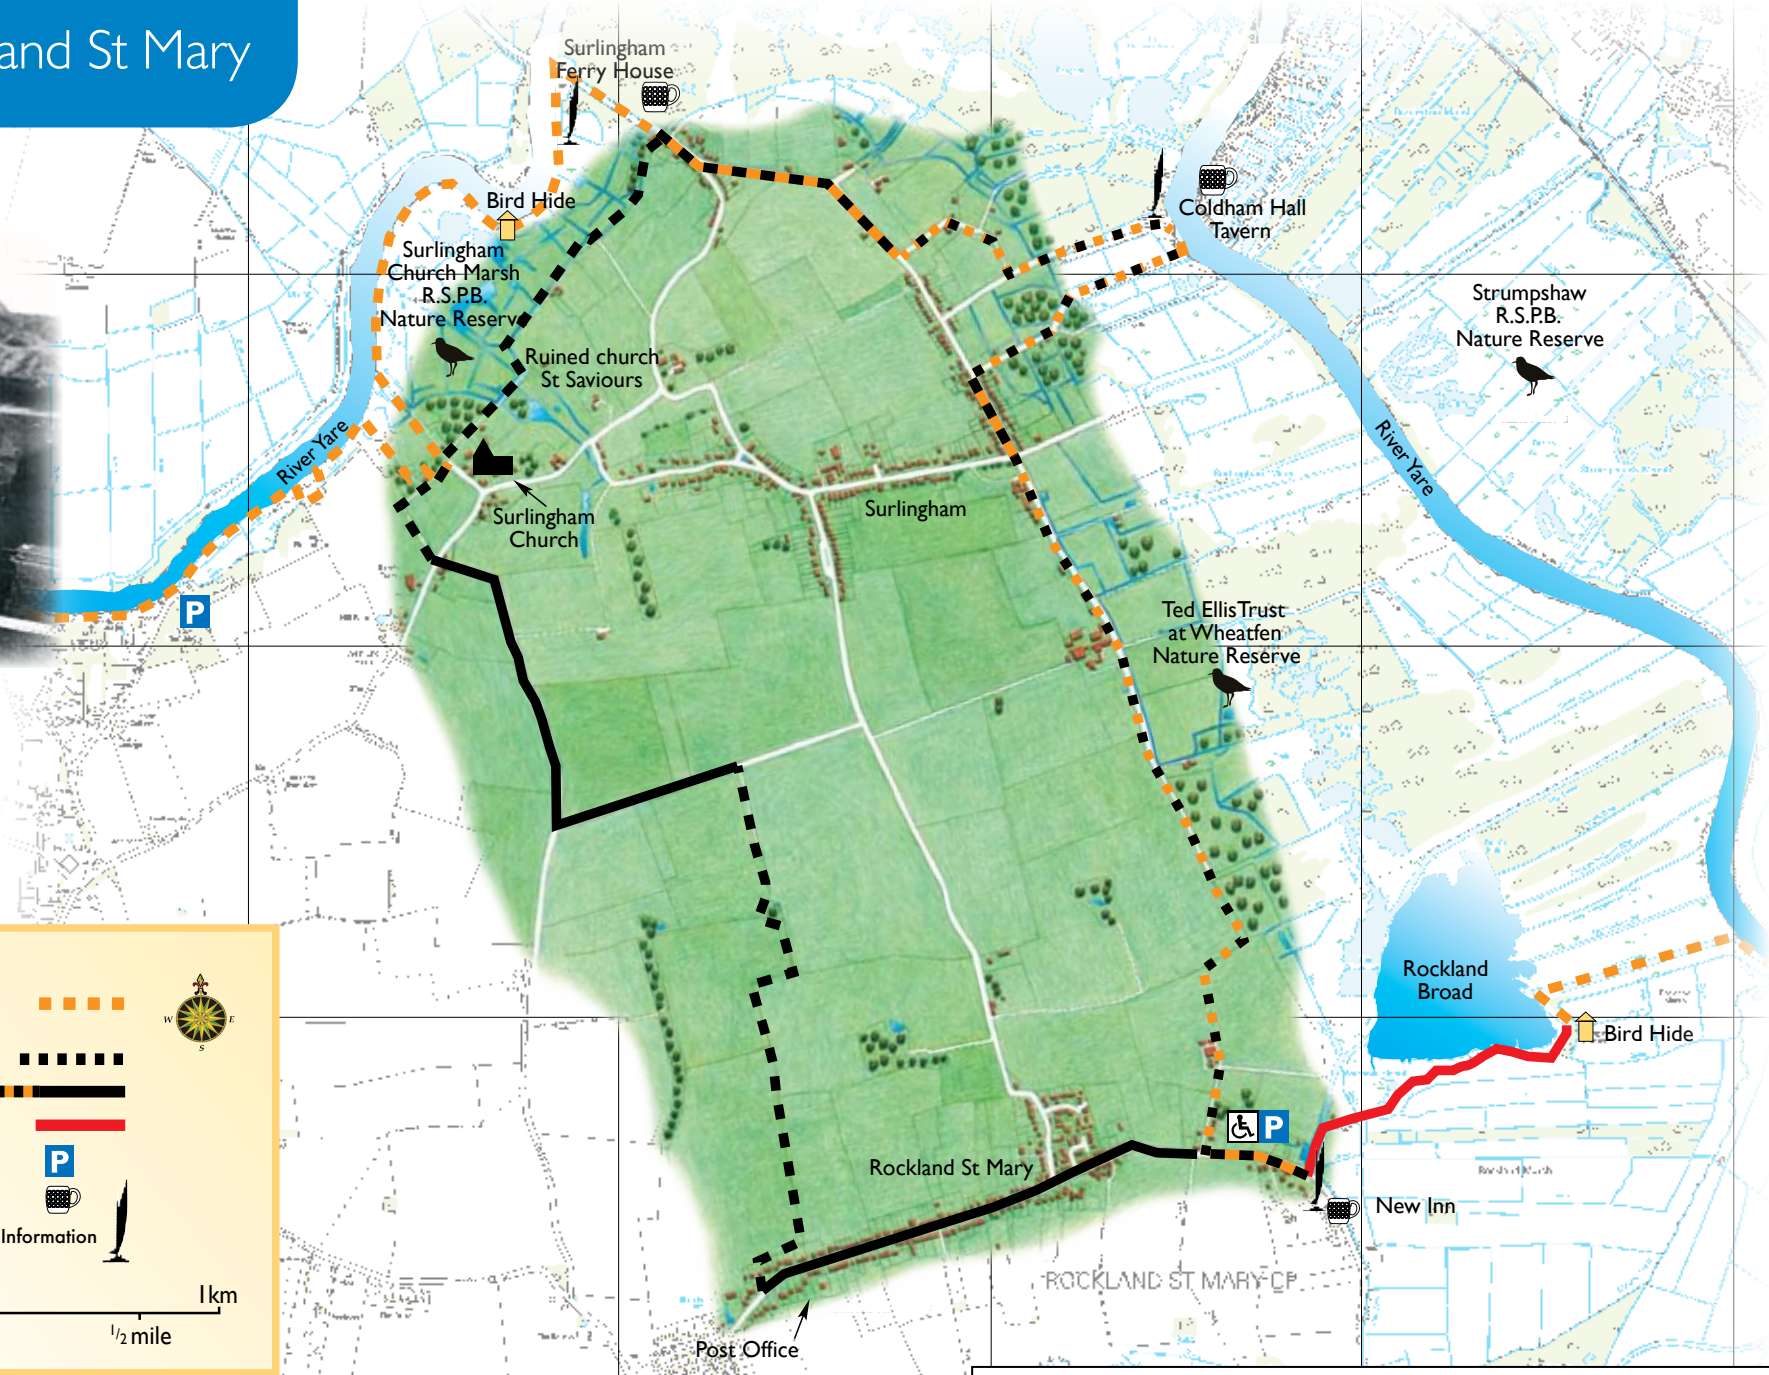 and St Mary
Surlingham
Ferry House
Bird Hide
Surlingham
Church Marsh
R.S.P.B.
Nature Reserve
Coldham Hall
Tavern
Strumpshaw
R.S.P.B.
Nature Reserve
Ruined church
St Saviours
River Yare
River Yare
Surlingham
Church
Surlingham
P
Ted Ellis Trust
at Wheatfen
Nature Reserve
Rockland
Broad
Bird Hide
W
E
S
P
P
Rockland St Mary
New Inn
Information
ROCKLAND ST MARY CP
1km
1/2 mile
Post Office